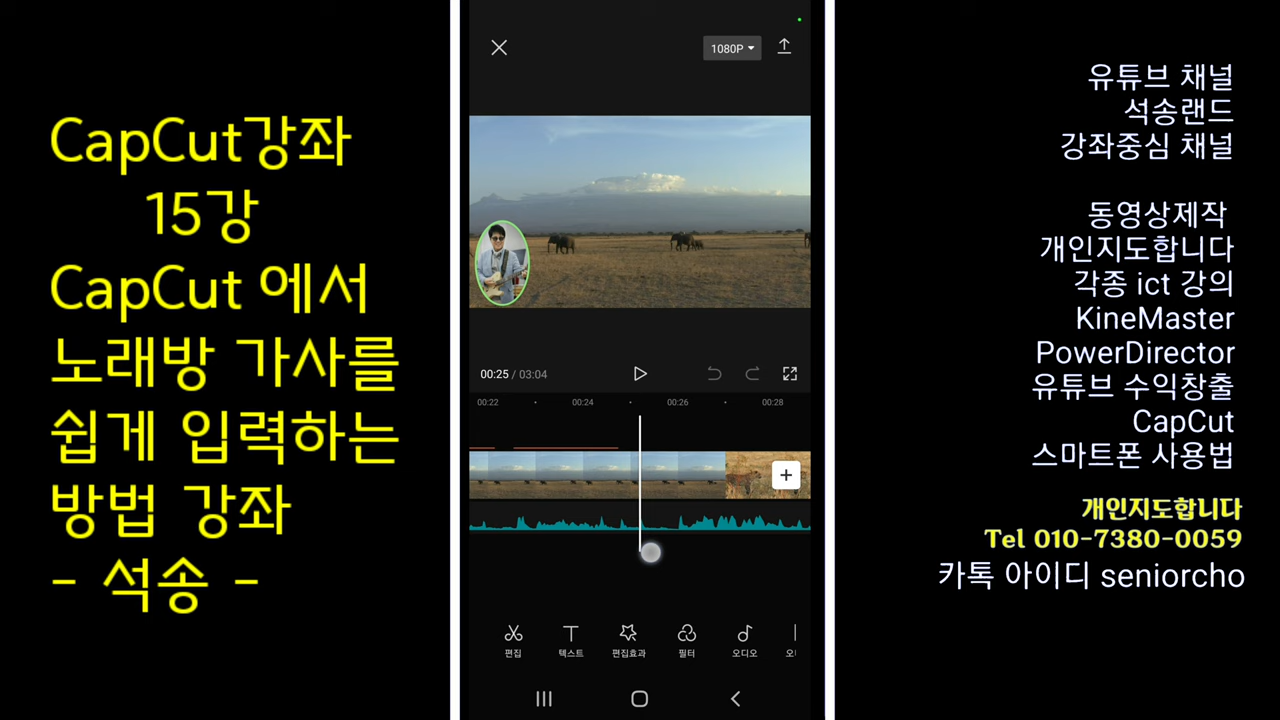 CapCut강좌
15강
CapCut 에서
노래방 가사를
쉽게 입력하는
방법 강좌
- 석송 -
1080P
00:25 / 03:04
00:22
00:24
00:26
00:28
편집
텍스트
편집효과
필터
오디오
유튜브 채널
석송랜드
강좌중심 채널
동영상제작
개인지도합니다
각종 ict 강의
KineMaster
PowerDirector
유튜브 수익창출
CapCut
스마트폰 사용법
개인지도합니다
Tel 010-7380-0059
카톡 아이디 seniorcho